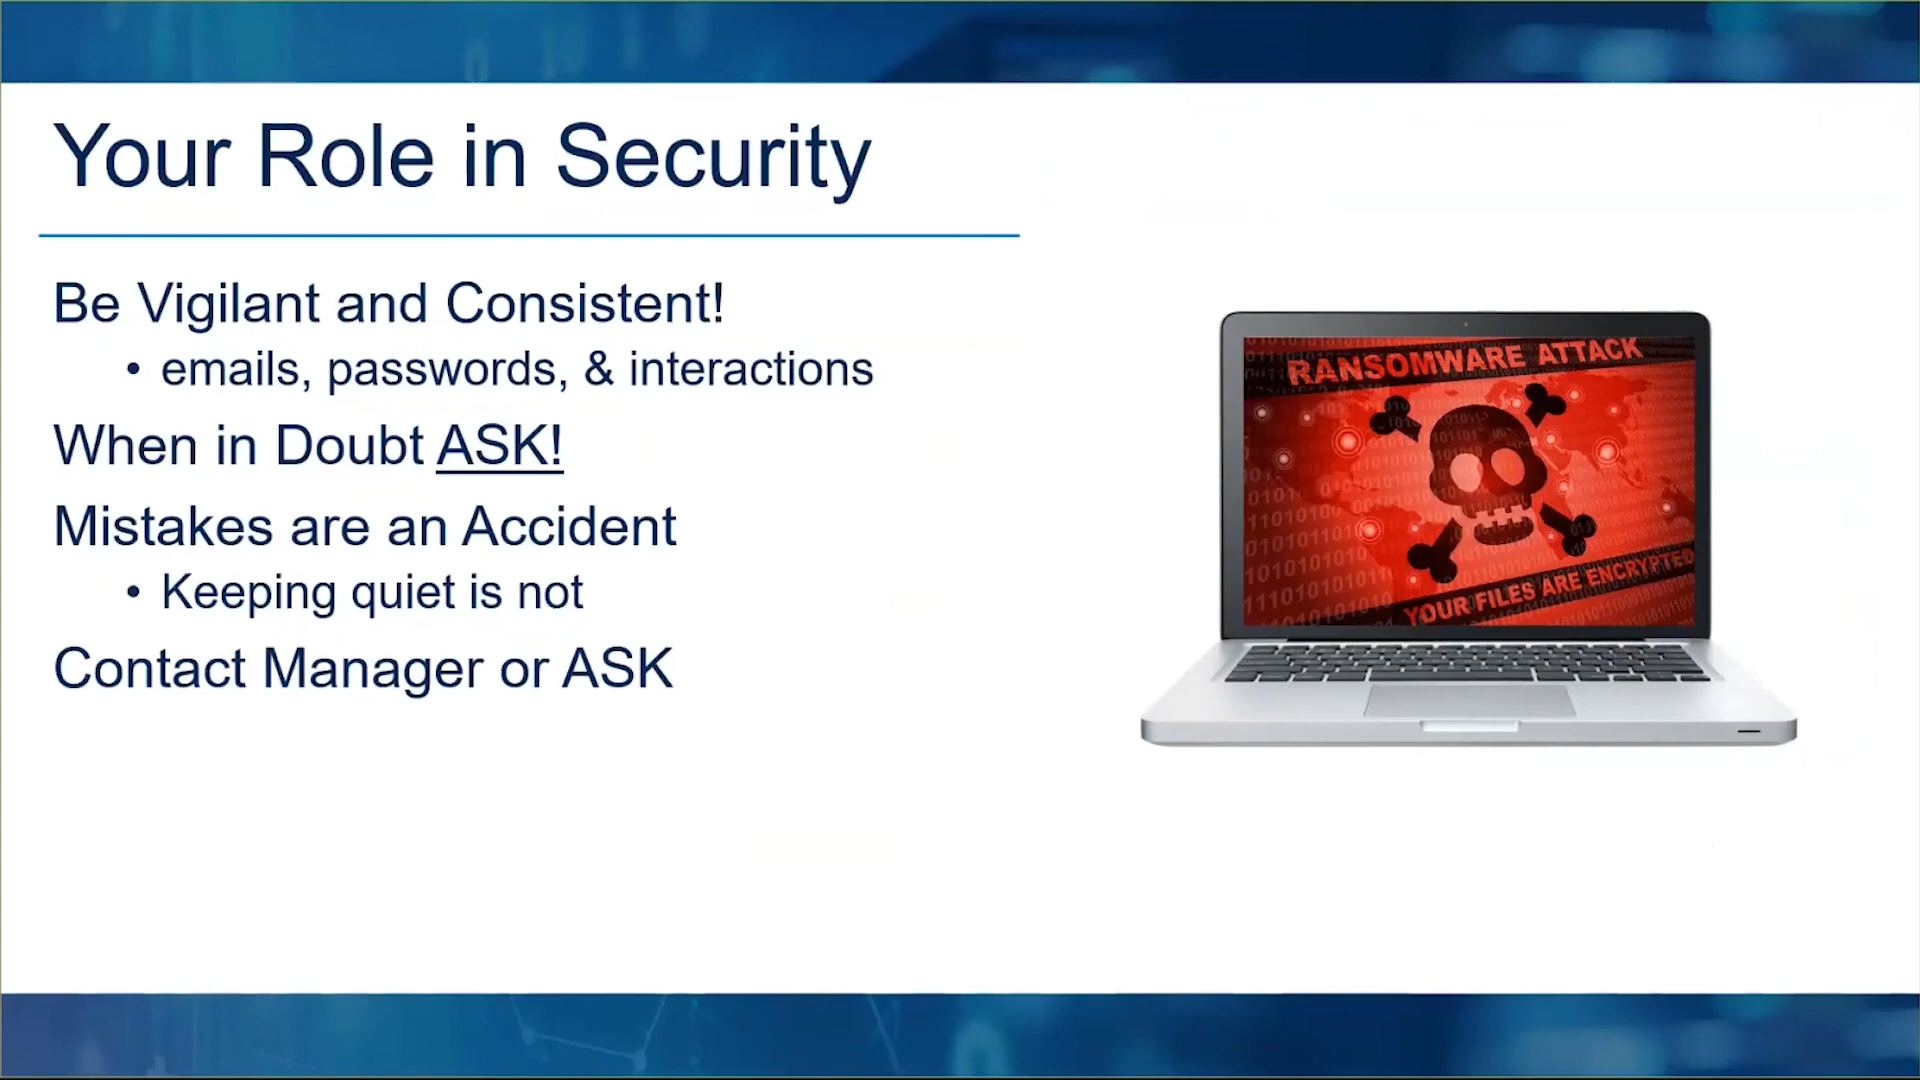 Your Role in Security
Be Vigilant and Consistent!
• emails, passwords, & interactions
When in Doubt ASK!
Mistakes are an Accident
• Keeping quiet is not
Contact Manager or ASK
RANSOMWARE ATTACK
YOUR FILES ARE ENCRYPTED